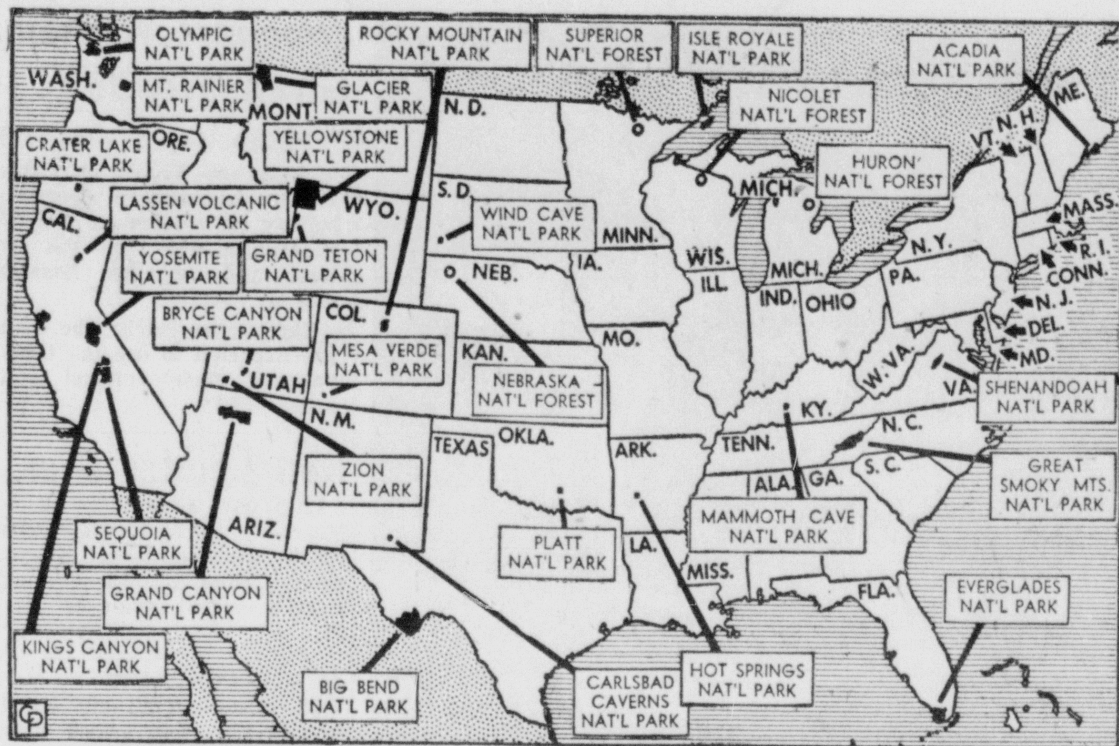 OLYMPIC
NAT'L PARK
ROCKY MOUNTAIN
NAT'L PARK
SUPERIOR
NAT'L FOREST
ISLE ROYALE
NAT'L PARK
ACADIA
NAT'L PARK
WASH.
MT. RAINIER
NAT'L PARK
MONT.
GLACIER
NAT'L PARK
N.D.
NICOLET
NATL'L FOREST
ME.
VT.
N. H.
CRATER LAKE
NAT'L PARK
ORE.
YELLOWSTONE
NAT'L PARK
HURON'
NAT'L FOREST
MICH.
LASSEN VOLCANIC
NAT'L PARK
WYO.
S.D.
WIND CAVE
NAT'L PARK
MINN.
WIS.
MASS.
CAL.
YOSEMITE
NAT'L PARK
GRAND TETON
NAT'L PARK
NEB.
IA.
ILL.
MICH.
N.Y.
R. I.
CONN.
BRYCE CANYON
NAT'L PARK
COL.
IND.
OHIO
PA.
N. J.
DEL.
MESA VERDE
NAT'L PARK
KAN.
MO.
W. VA.
MD.
UTAH
NEBRASKA
NAT'L FOREST
KY.
VA.
SHENANDOAH
NAT'L PARK
N. M.
TEXAS
OKLA.
ARK.
TENN.
N.C.
ZION
NAT'L PARK
ALA.
GA.
S. C.
GREAT
SMOKY MTS.
NAT'L PARK
ARIZ.
SEQUOIA
NAT'L PARK
PLATT
NAT'L PARK
LA.
MAMMOTH CAVE
NAT'L PARK
MISS.
GRAND CANYON
NAT'L PARK
FLA.
EVERGLADES
NAT'L PARK
KINGS CANYON
NAT'L PARK
BIG BEND
NAT'L PARK
CARLSBAD
CAVERNS
NAT'L PARK
HOT SPRINGS
NAT'L PARK
CP